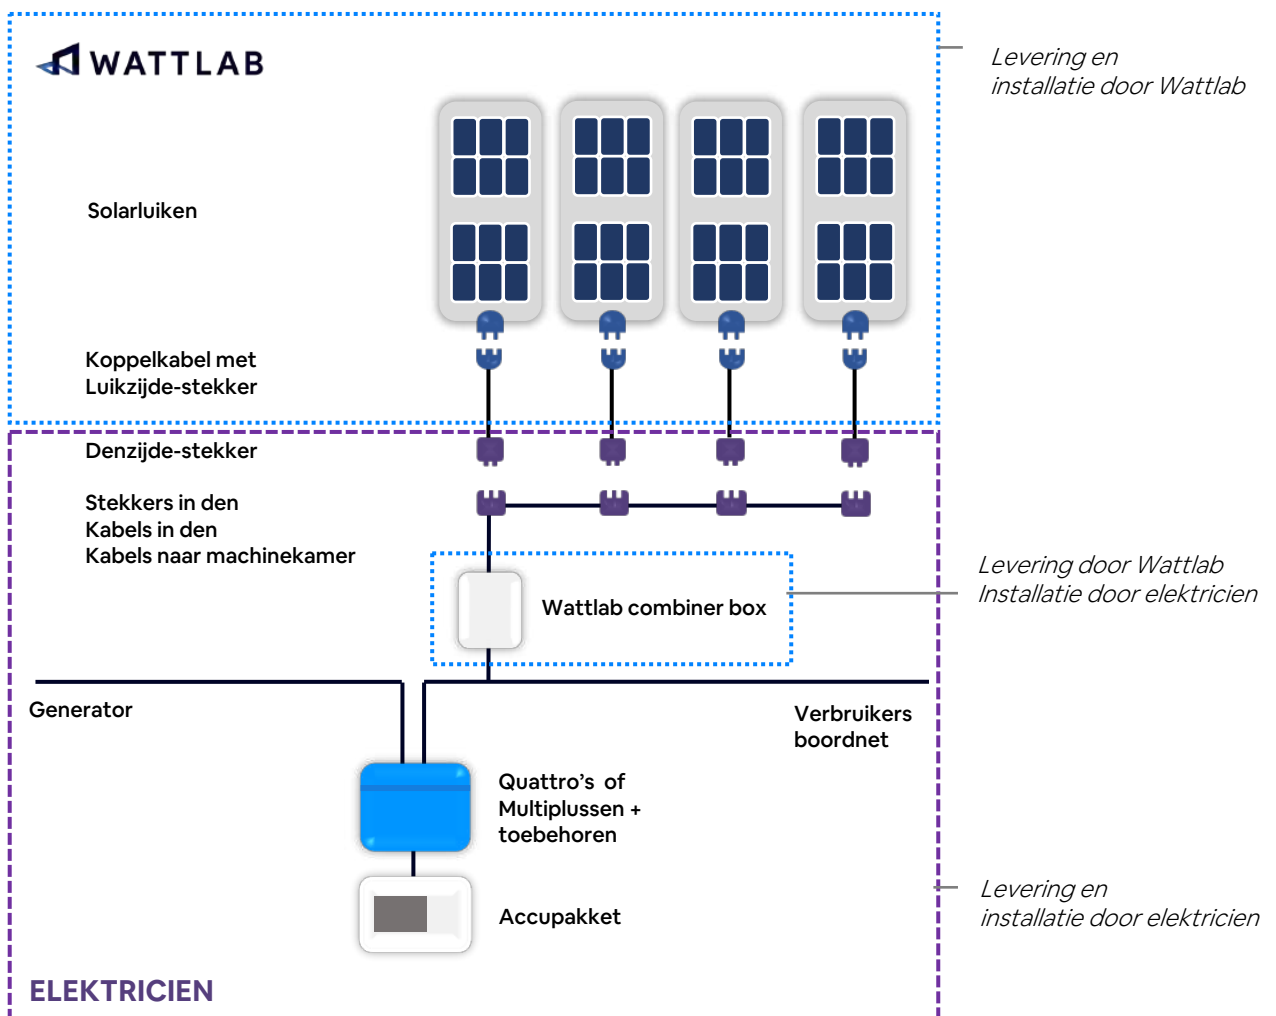 WATTLAB
Levering en
installatie door Wattlab
Solarluiken
Koppelkabel met
Luikzijde-stekker
Denzijde-stekker
Stekkers in den
Kabels in den
Kabels naar machinekamer
Wattlab combiner box
Levering door Wattlab
Installatie door elektricien
Generator
Verbruikers
boordnet
Quattro's of
Multiplussen +
toebehoren
Accupakket
Levering en
installatie door elektricien
ELEKTRICIEN